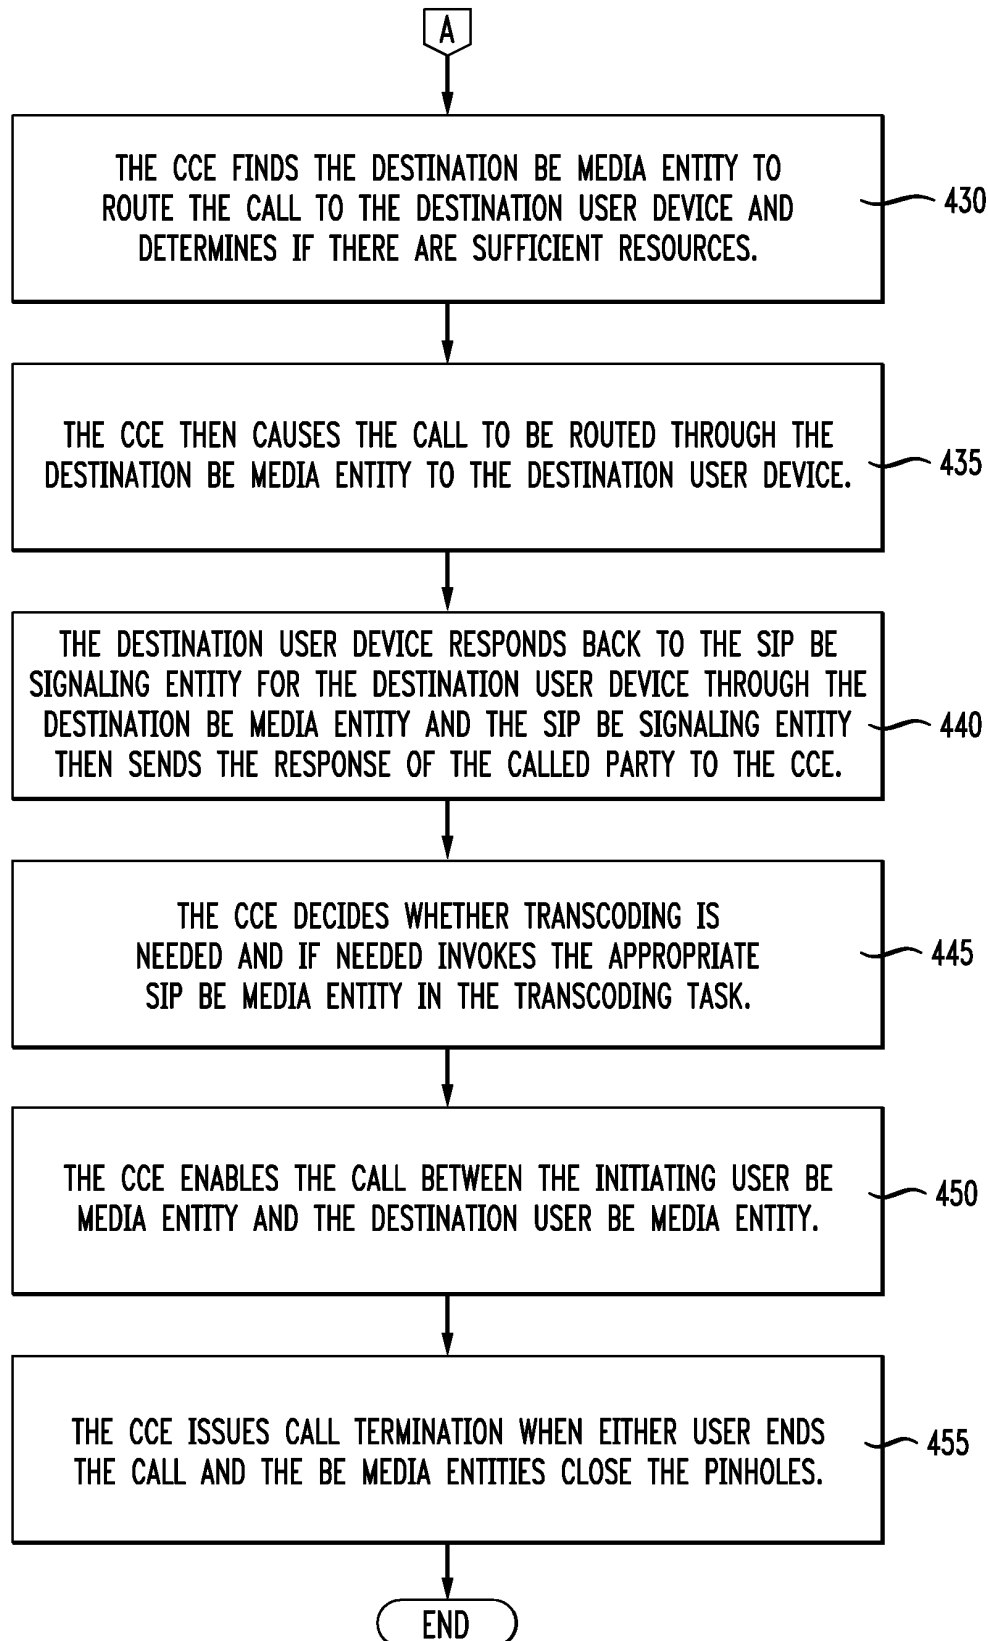 A
THE CCE FINDS THE DESTINATION BE MEDIA ENTITY TO
ROUTE THE CALL TO THE DESTINATION USER DEVICE AND
DETERMINES IF THERE ARE SUFFICIENT RESOURCES.
430
THE CCE THEN CAUSES THE CALL TO BE ROUTED THROUGH THE
DESTINATION BE MEDIA ENTITY TO THE DESTINATION USER DEVICE.
435
THE DESTINATION USER DEVICE RESPONDS BACK TO THE SIP BE
SIGNALING ENTITY FOR THE DESTINATION USER DEVICE THROUGH THE
DESTINATION BE MEDIA ENTITY AND THE SIP BE SIGNALING ENTITY
THEN SENDS THE RESPONSE OF THE CALLED PARTY TO THE CCE.
440
THE CCE DECIDES WHETHER TRANSCODING IS
NEEDED AND IF NEEDED INVOKES THE APPROPRIATE
SIP BE MEDIA ENTITY IN THE TRANSCODING TASK.
445
THE CCE ENABLES THE CALL BETWEEN THE INITIATING USER BE
MEDIA ENTITY AND THE DESTINATION USER BE MEDIA ENTITY.
450
THE CCE ISSUES CALL TERMINATION WHEN EITHER USER ENDS
THE CALL AND THE BE MEDIA ENTITIES CLOSE THE PINHOLES.
455
END